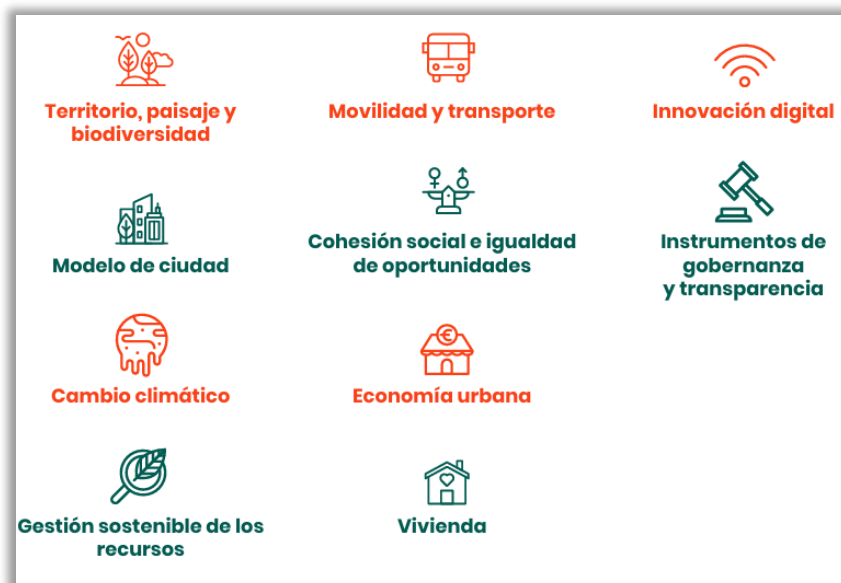 Territorio, paisaje y
biodiversidad
Movilidad y transporte
Innovación digital
Modelo de ciudad
Cohesión social e igualdad
de oportunidades
Instrumentos de
gobernanza
y transparencia
Cambio climático
Economía urbana
Gestión sostenible de los
recursos
Vivienda